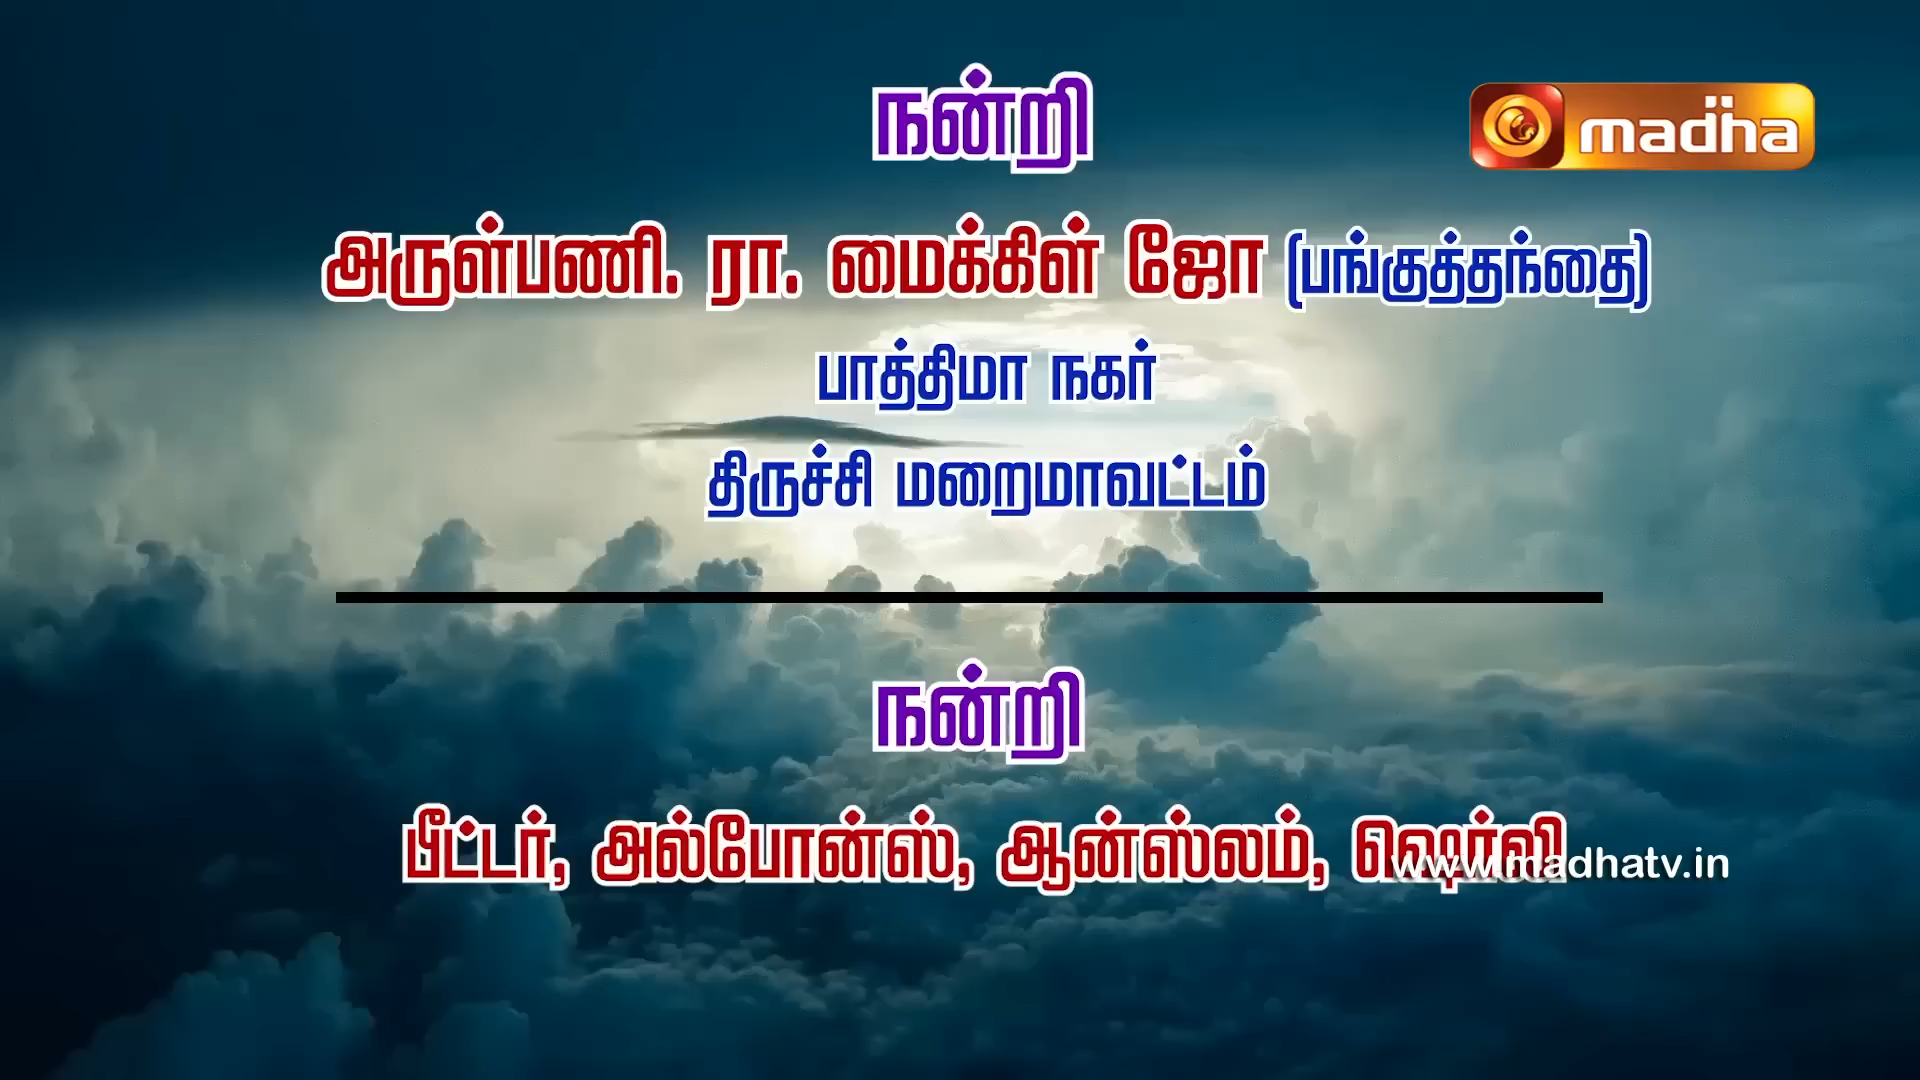 நன்றி
madha
அருள்பணி. ரா. மைக்கிள் ஜோ (பங்குத்தந்தை)
பாத்திமா நகர்
திருச்சி மறைமாவட்டம்
நன்றி
பீட்டர், அல்போன்ஸ், ஆன்ஸ்லம், ஷெர்லி
www.madhatv.in